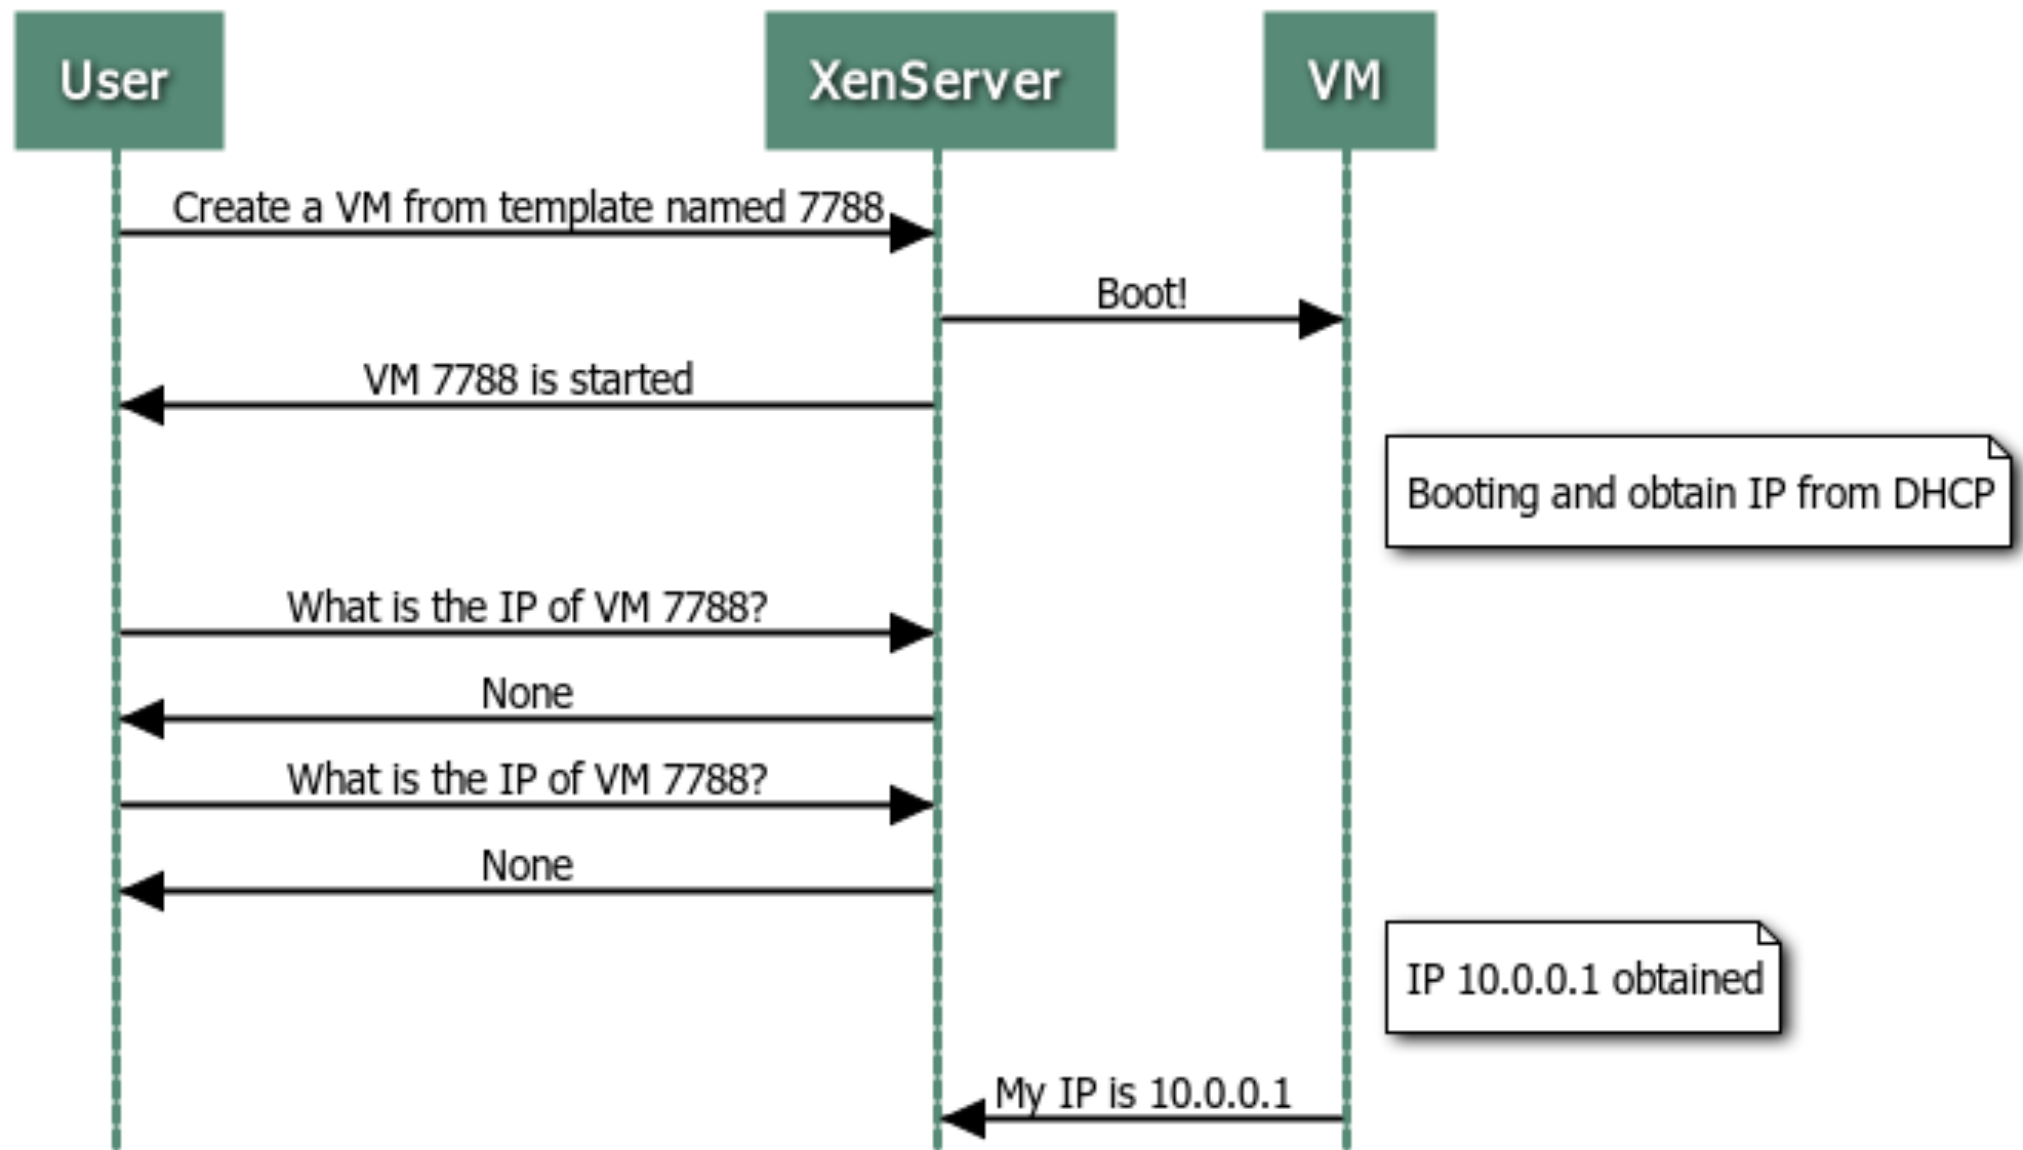 User
XenServer
VM
Create a VM from template named 7788
Boot!
VM 7788 is started
Booting and obtain IP from DHCP
What is the IP of VM 7788?
None
What is the IP of VM 7788?
None
IP 10.0.0.1 obtained
My IP is 10.0.0.1